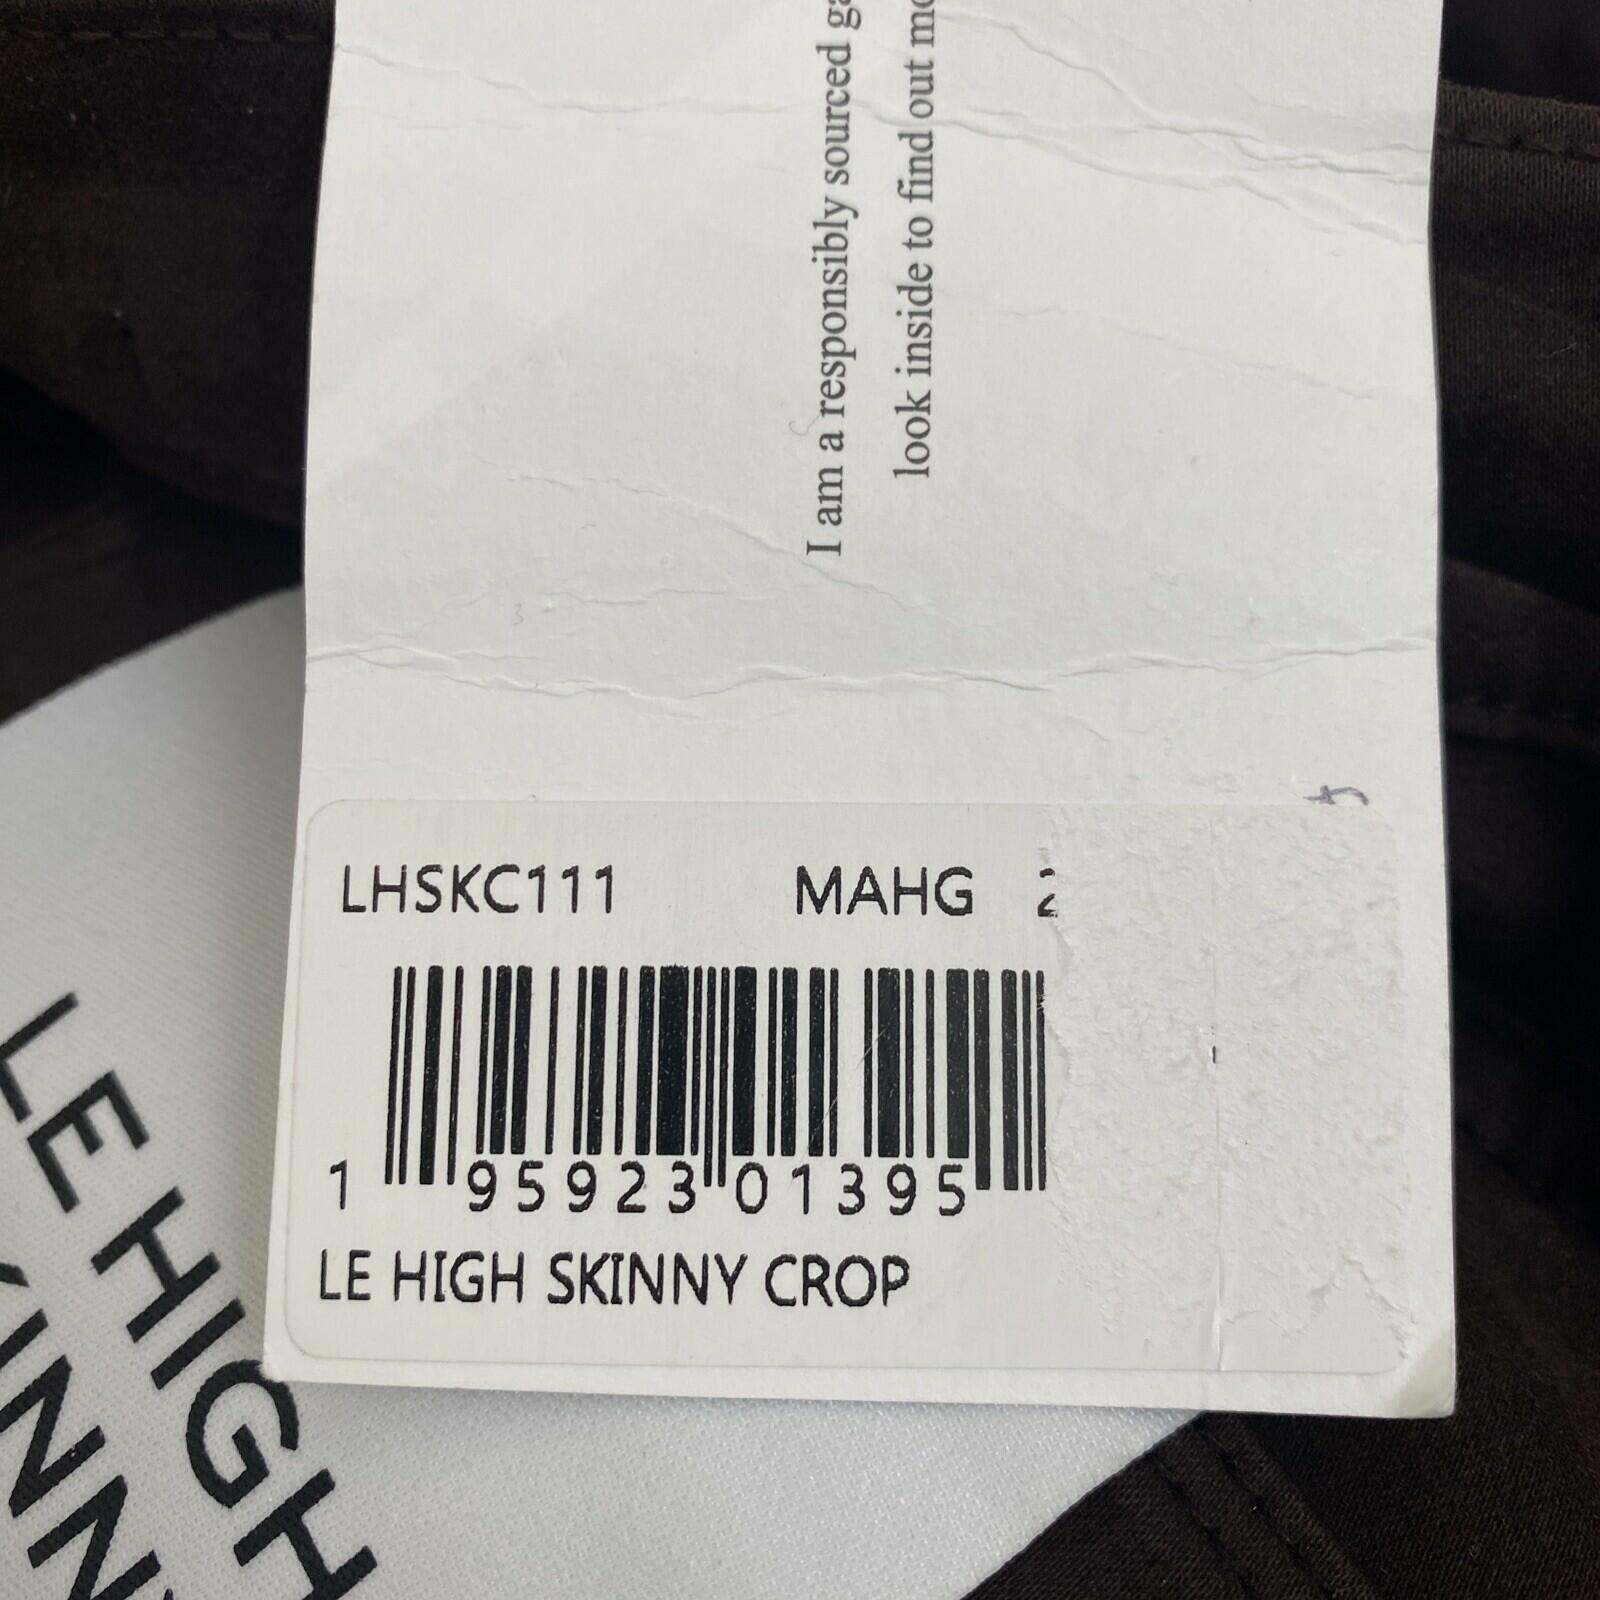 I am a responsibly sourced
look inside to find out
LHSKC111 MAHG 2
1 95923 01395
LE HIGH SKINNY CROP
LE HIGH